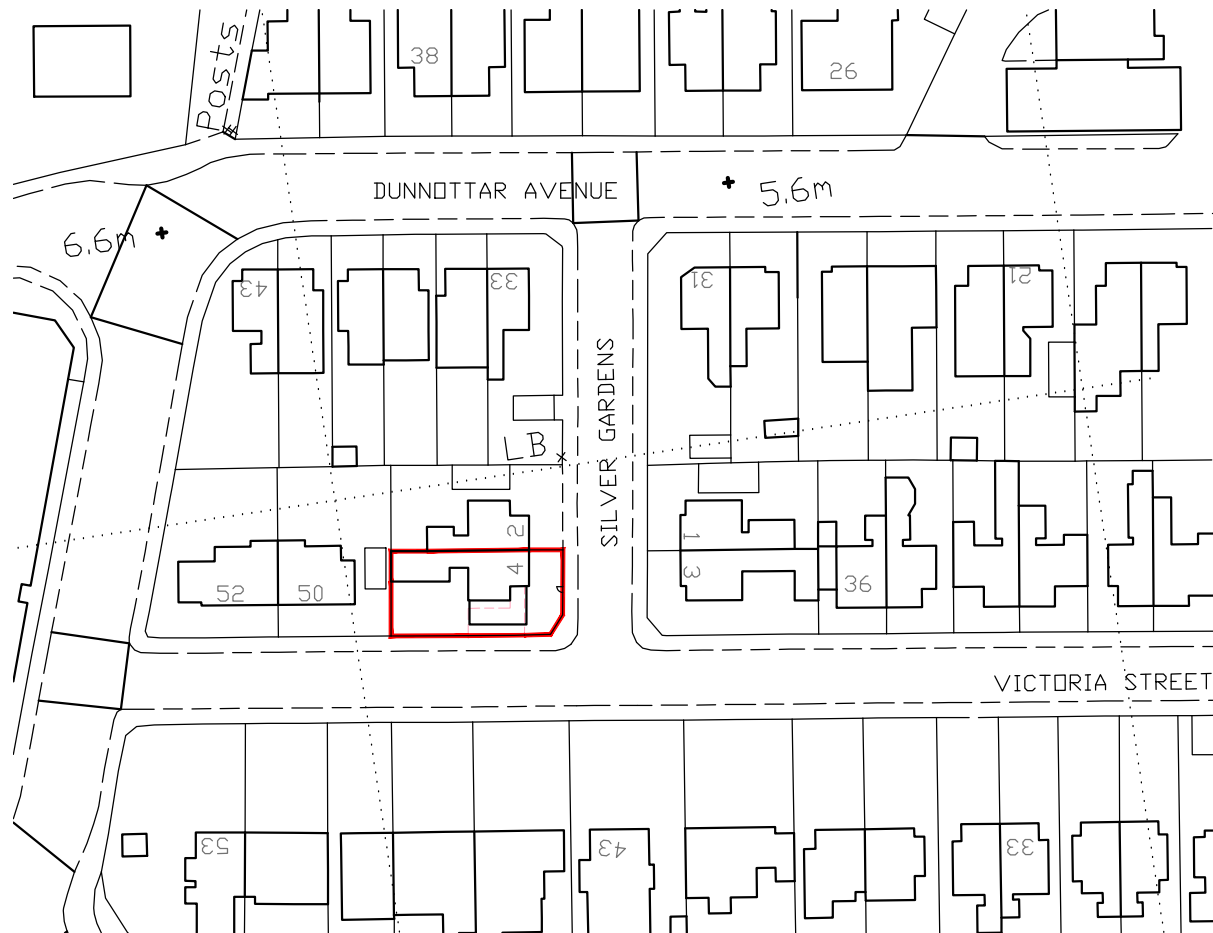 Posts
38
26
DUNNOTTAR AVENUE
5.6m
6.6m
43
33
31
21
SILVER GARDENS
LB
2
4
1
3
52
50
36
VICTORIA STREET
53
43
33